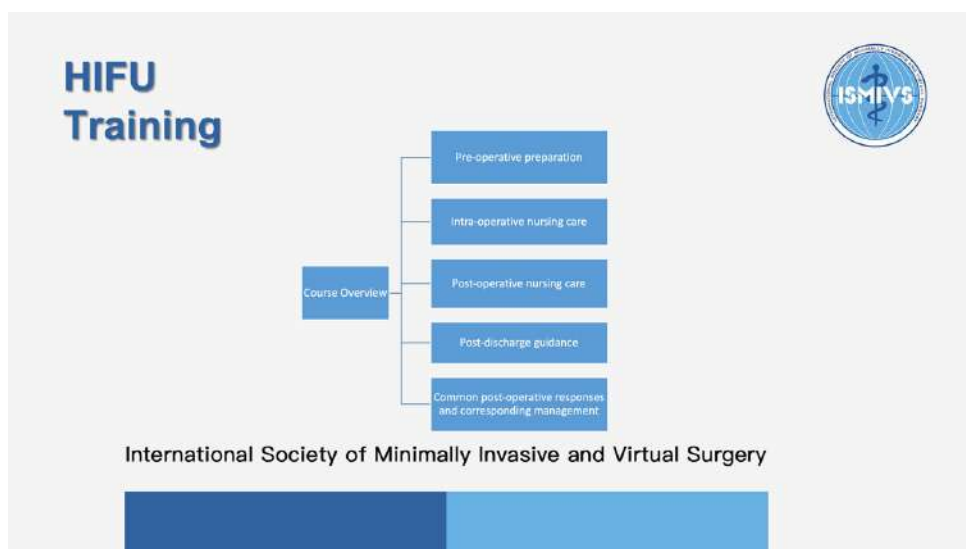 HIFU
Training
ISMIVS
Pre-operative preparation
Intra-operative nursing care
Course Overview
Post-operative nursing care
Post-discharge guidance
Common post-operative responses
and corresponding management
International Society of Minimally Invasive and Virtual Surgery